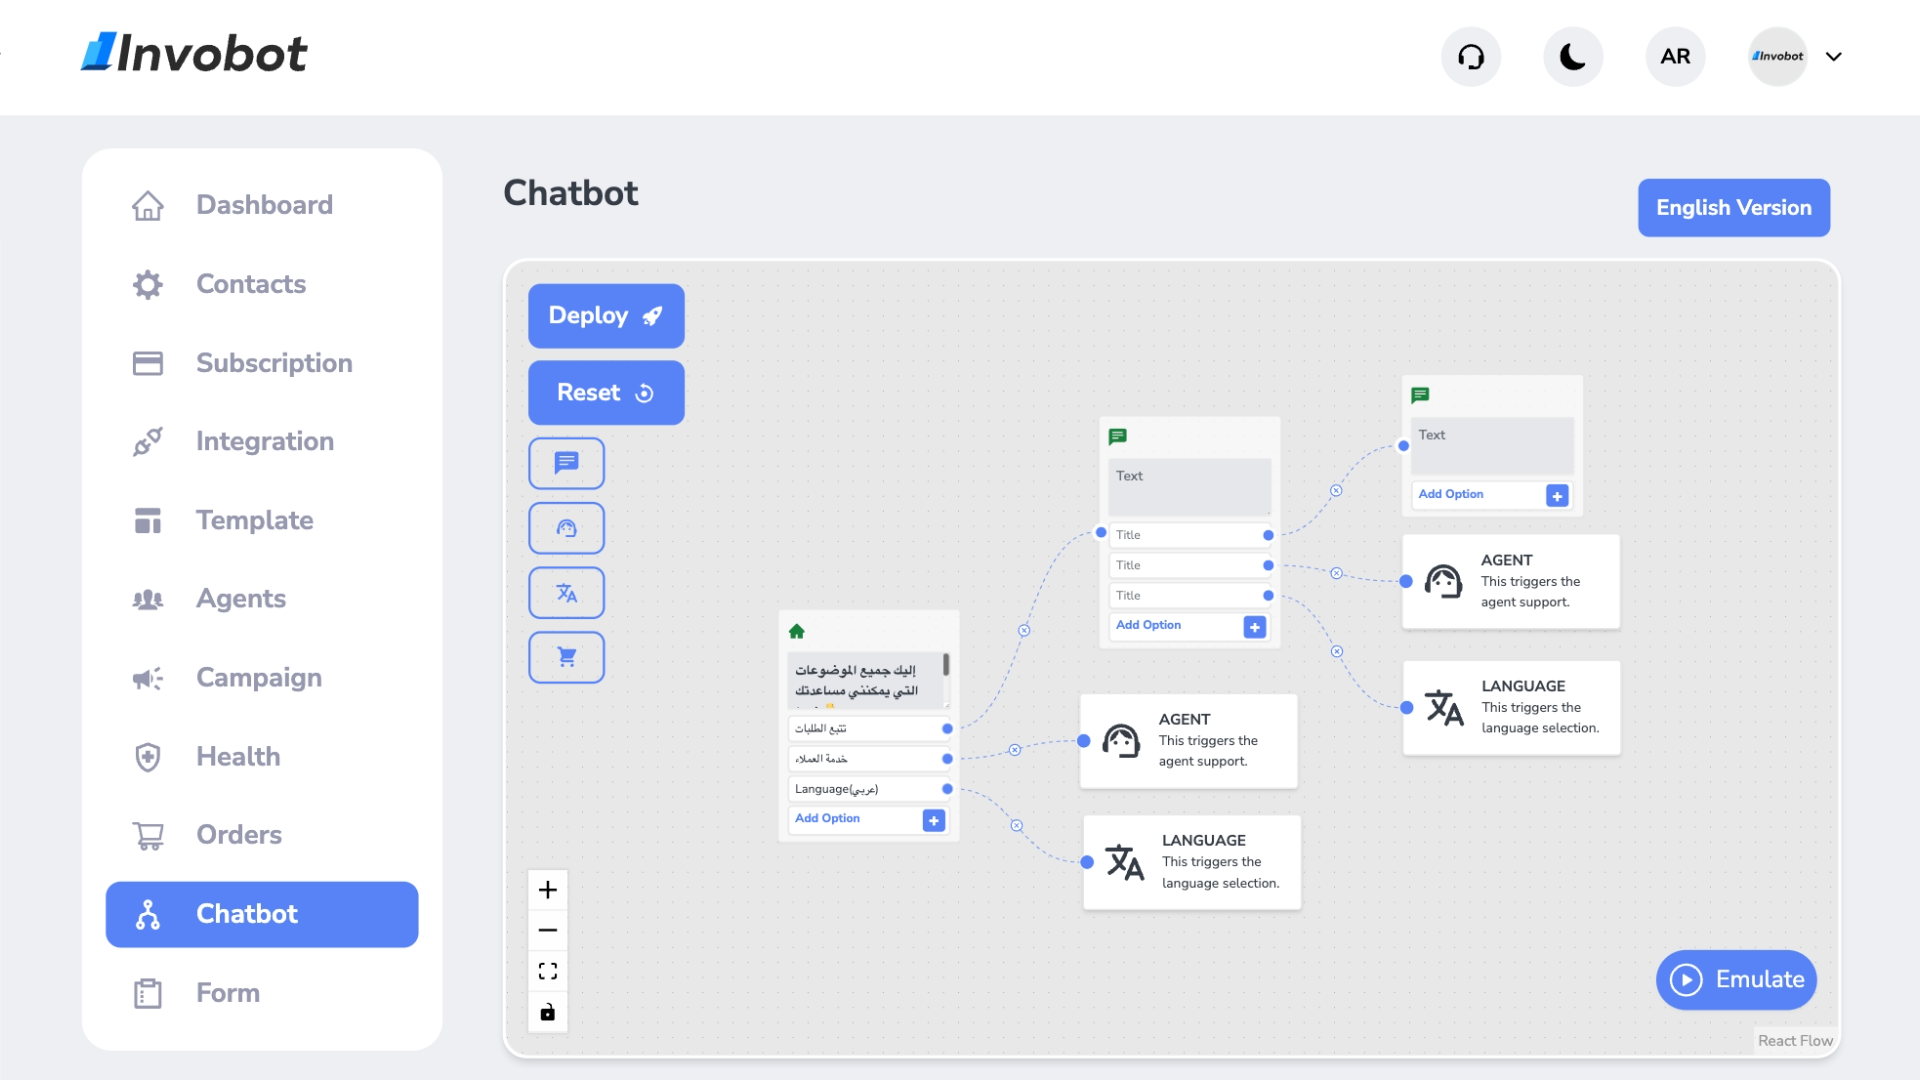 Invobot
AR
Invobot
Dashboard
Contacts
Subscription
Integration
Template
Agents
Campaign
Health
Orders
Chatbot
Form
Chatbot
English Version
Deploy
Reset
إليك جميع الموضوعات
التي يمكنني مساعدتك
تتبع الطلبات
خدمة العملاء
Language(عربي)
Add Option
Text
Title
Title
Title
Add Option
AGENT
This triggers the
agent support.
LANGUAGE
This triggers the
language selection.
Text
Add Option
AGENT
This triggers the
agent support.
LANGUAGE
This triggers the
language selection.
Emulate
React Flow